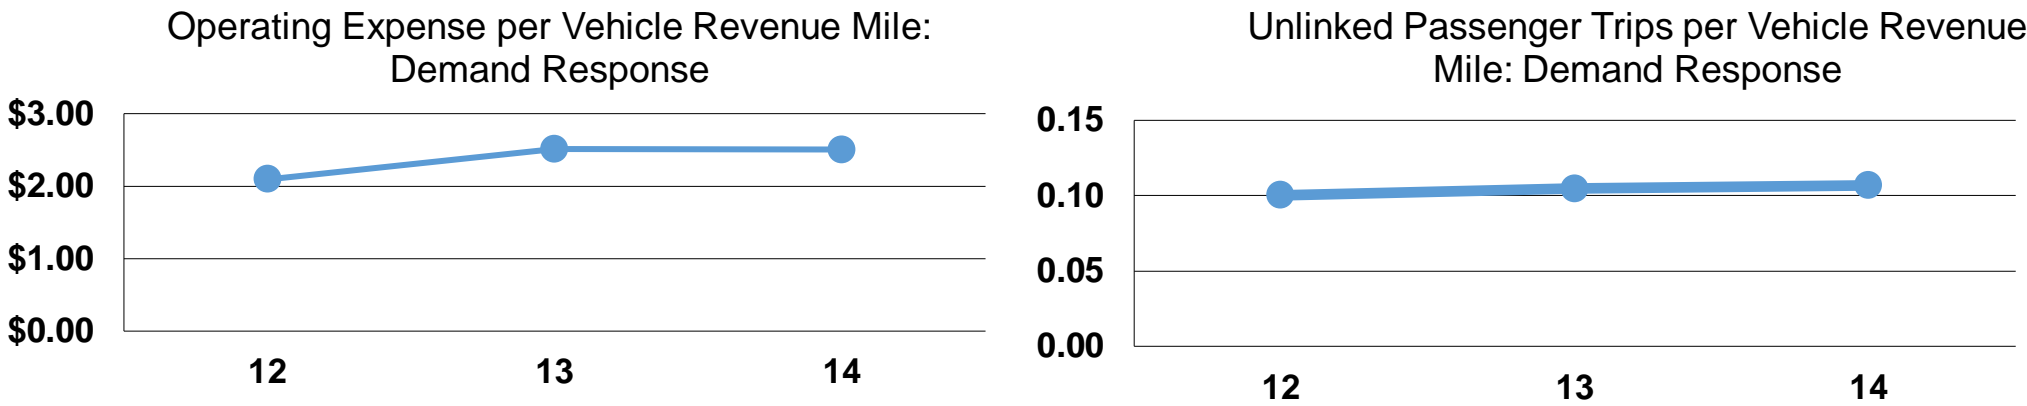 Operating Expense per Vehicle Revenue Mile:
Demand Response
$3.00
$2.00
$1.00
$0.00
12 13 14
Unlinked Passenger Trips per Vehicle Revenue
Mile: Demand Response
0.15
0.10
0.05
0.00
12 13 14